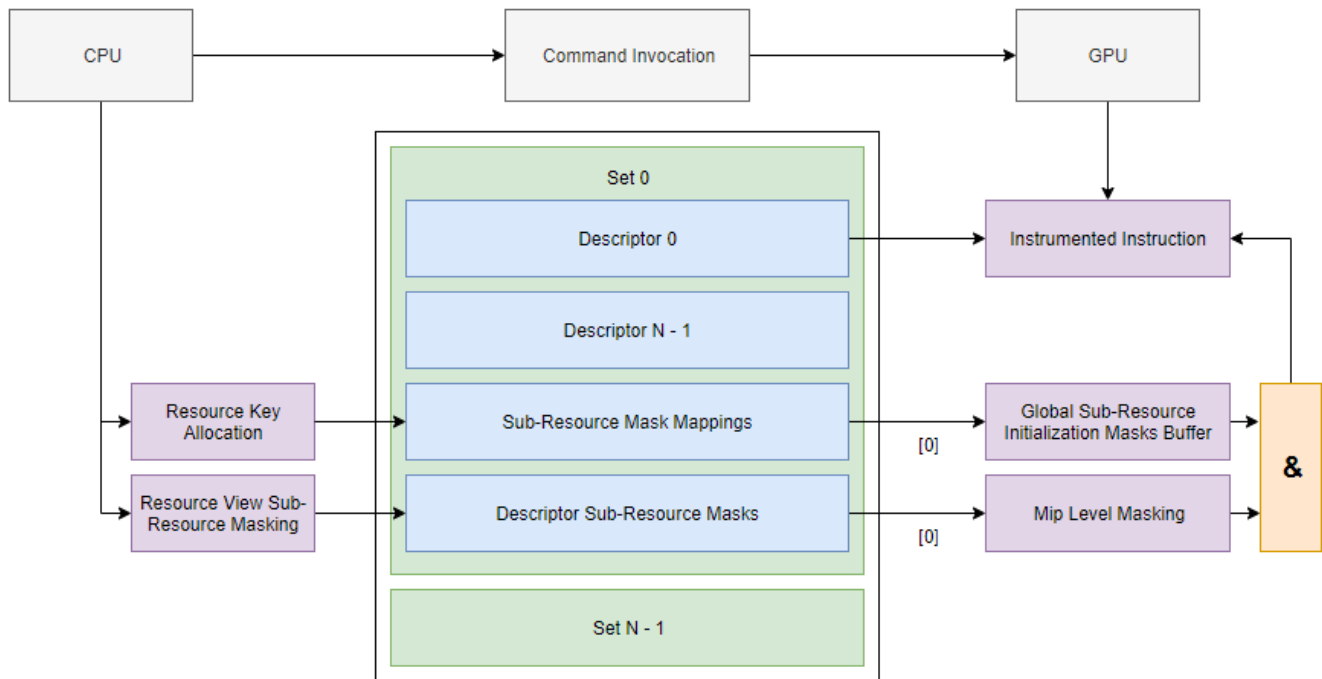 CPU
Command Invocation
GPU
Set 0
Descriptor 0
Instrumented Instruction
Descriptor N - 1
Resource Key
Allocation
Sub-Resource Mask Mappings
[0]
Global Sub-Resource
Initialization Masks Buffer
&
Resource View Sub-
Resource Masking
Descriptor Sub-Resource Masks
[0]
Mip Level Masking
Set N - 1